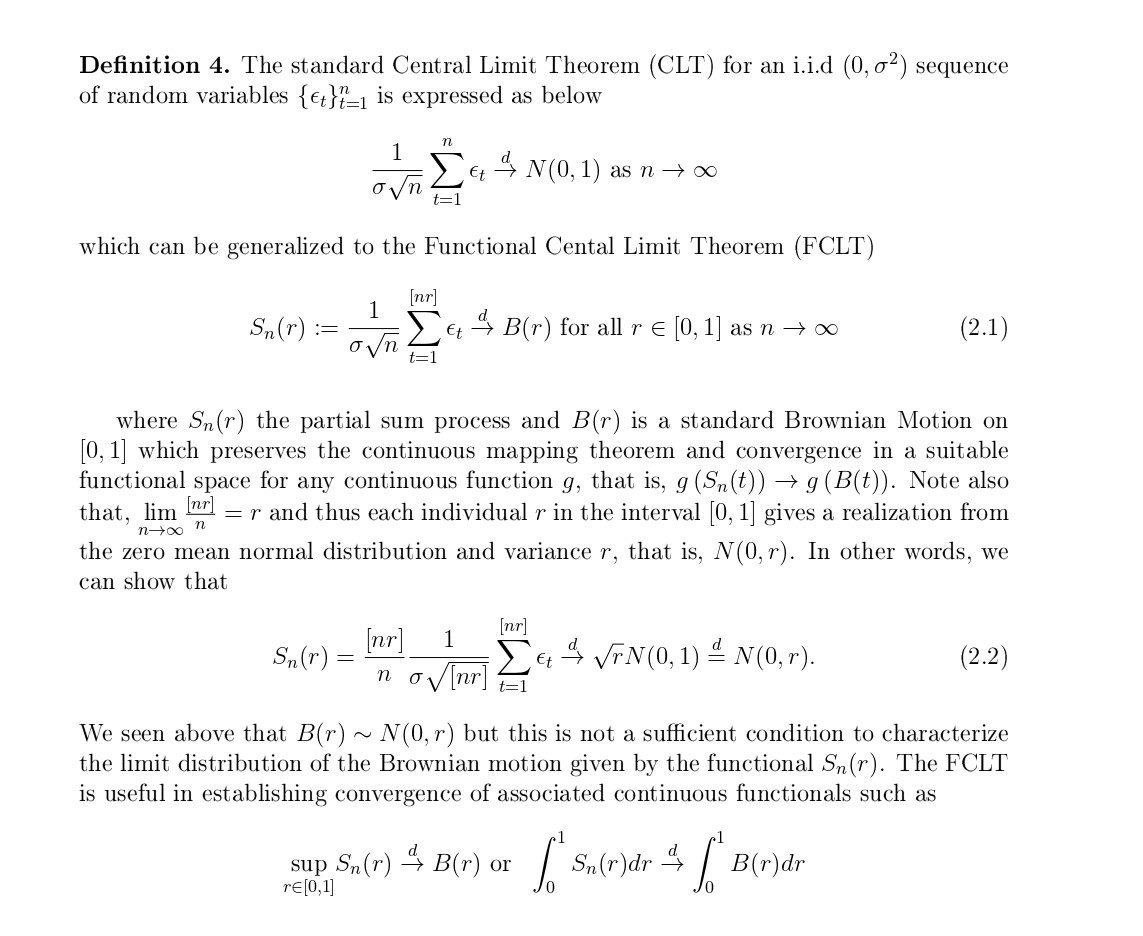 Definition 4. The standard Central Limit Theorem (CLT) for an i.i.d $(0, \sigma^2)$ sequence
of random variables $\{\epsilon_t\}_{t=1}^n$ is expressed as below
$\frac{1}{\sigma\sqrt{n}} \sum_{t=1}^{n} \epsilon_t \xrightarrow{d} N(0,1)$ as $n \to \infty$
which can be generalized to the Functional Cental Limit Theorem (FCLT)
$S_n(r) := \frac{1}{\sigma\sqrt{n}} \sum_{t=1}^{[nr]} \epsilon_t \xrightarrow{d} B(r)$ for all $r \in [0,1]$ as $n \to \infty$ (2.1)
where $S_n(r)$ the partial sum process and $B(r)$ is a standard Brownian Motion on
$[0,1]$ which preserves the continuous mapping theorem and convergence in a suitable
functional space for any continuous function $g$, that is, $g(S_n(t)) \to g(B(t))$. Note also
that, $\lim_{n\to\infty} \frac{[nr]}{n} = r$ and thus each individual $r$ in the interval $[0,1]$ gives a realization from
the zero mean normal distribution and variance $r$, that is, $N(0,r)$. In other words, we
can show that
$S_n(r) = \frac{[nr]}{n} \frac{1}{\sigma\sqrt{[nr]}} \sum_{t=1}^{[nr]} \epsilon_t \xrightarrow{d} \sqrt{r}N(0,1) \stackrel{d}{=} N(0,r).$ (2.2)
We seen above that $B(r) \sim N(0,r)$ but this is not a sufficient condition to characterize
the limit distribution of the Brownian motion given by the functional $S_n(r)$. The FCLT
is useful in establishing convergence of associated continuous functionals such as
$\sup_{r\in[0,1]} S_n(r) \xrightarrow{d} B(r)$ or $\int_0^1 S_n(r)dr \xrightarrow{d} \int_0^1 B(r)dr$